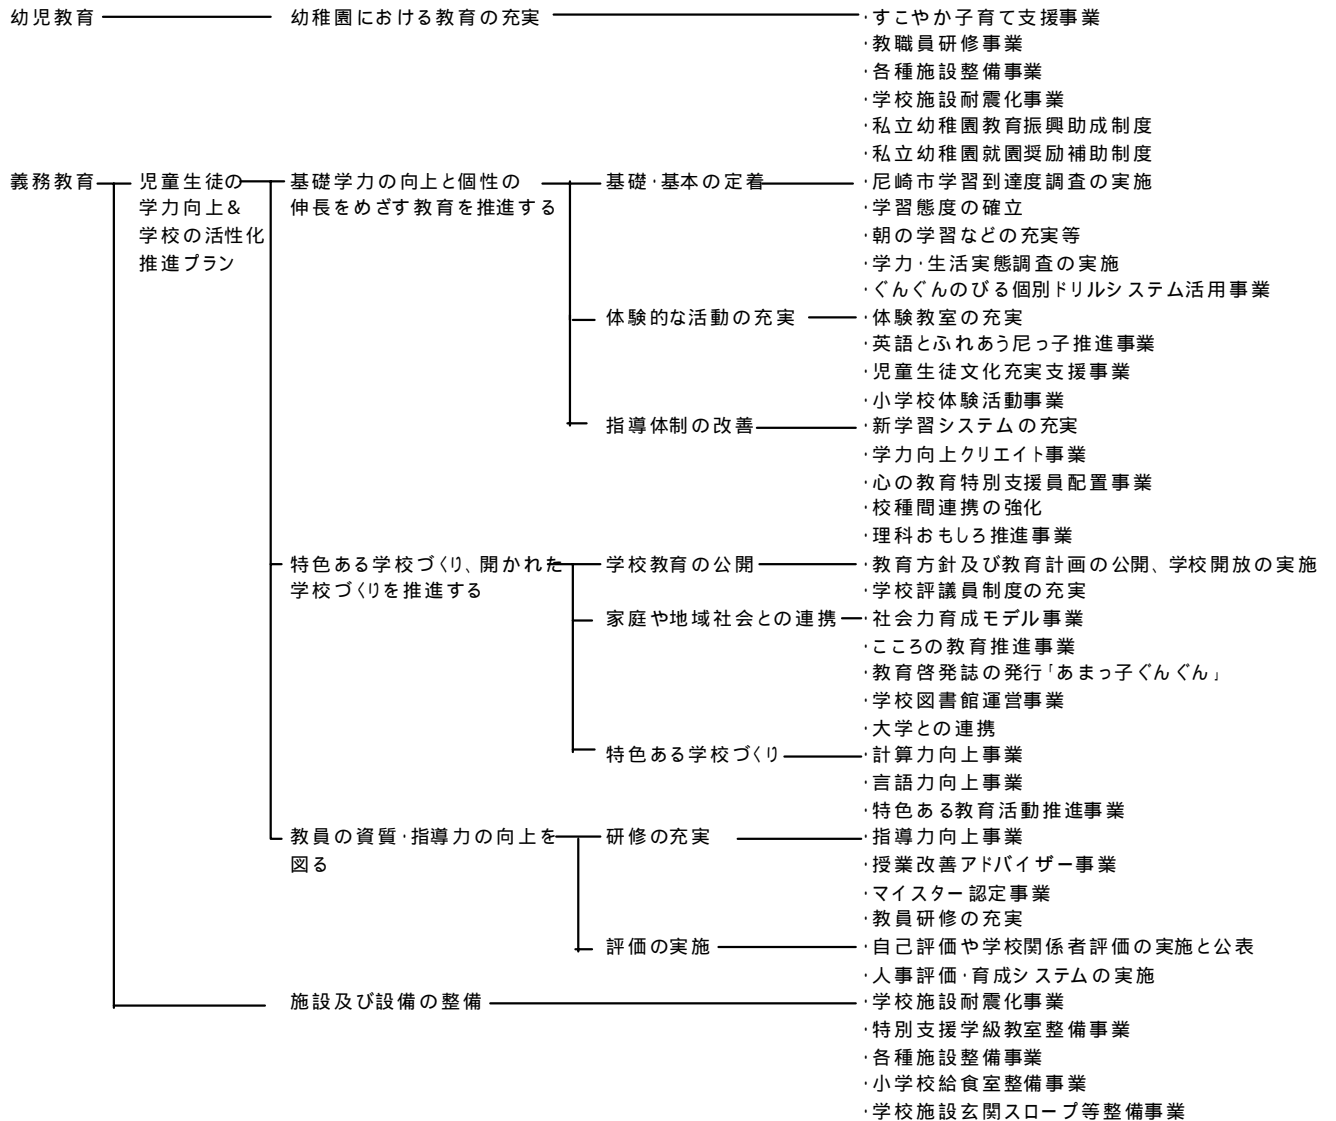 幼児教育 幼稚園における教育の充実 ・すこやか子育て支援事業
・教職員研修事業
・各種施設整備事業
・学校施設耐震化事業
・私立幼稚園教育振興助成制度
・私立幼稚園就園奨励補助制度
義務教育 児童生徒の 基礎学力の向上と個性の 基礎・基本の定着 ・尼崎市学習到達度調査の実施
学力向上& 伸長をめざす教育を推進する ・学習態度の確立
学校の活性化 ・朝の学習などの充実等
推進プラン ・学力・生活実態調査の実施
・ぐんぐんのびる個別ドリルシステム活用事業
体験的な活動の充実 ・体験教室の充実
・英語とふれあう尼っ子推進事業
・児童生徒文化充実支援事業
・小学校体験活動事業
指導体制の改善 ・新学習システムの充実
・学力向上クリエイト事業
・心の教育特別支援員配置事業
・校種間連携の強化
・理科おもしろ推進事業
特色ある学校づくり、開かれた 学校教育の公開 ・教育方針及び教育計画の公開、学校開放の実施
学校づくりを推進する ・学校評議員制度の充実
家庭や地域社会との連携 ・社会力育成モデル事業
・こころの教育推進事業
・教育啓発誌の発行「あまっ子ぐんぐん」
・学校図書館運営事業
・大学との連携
特色ある学校づくり ・計算力向上事業
・言語力向上事業
・特色ある教育活動推進事業
教員の資質・指導力の向上を 研修の充実 ・指導力向上事業
図る ・授業改善アドバイザー事業
・マイスター認定事業
・教員研修の充実
評価の実施 ・自己評価や学校関係者評価の実施と公表
・人事評価・育成システムの実施
施設及び設備の整備 ・学校施設耐震化事業
・特別支援学級教室整備事業
・各種施設整備事業
・小学校給食室整備事業
・学校施設玄関スロープ等整備事業